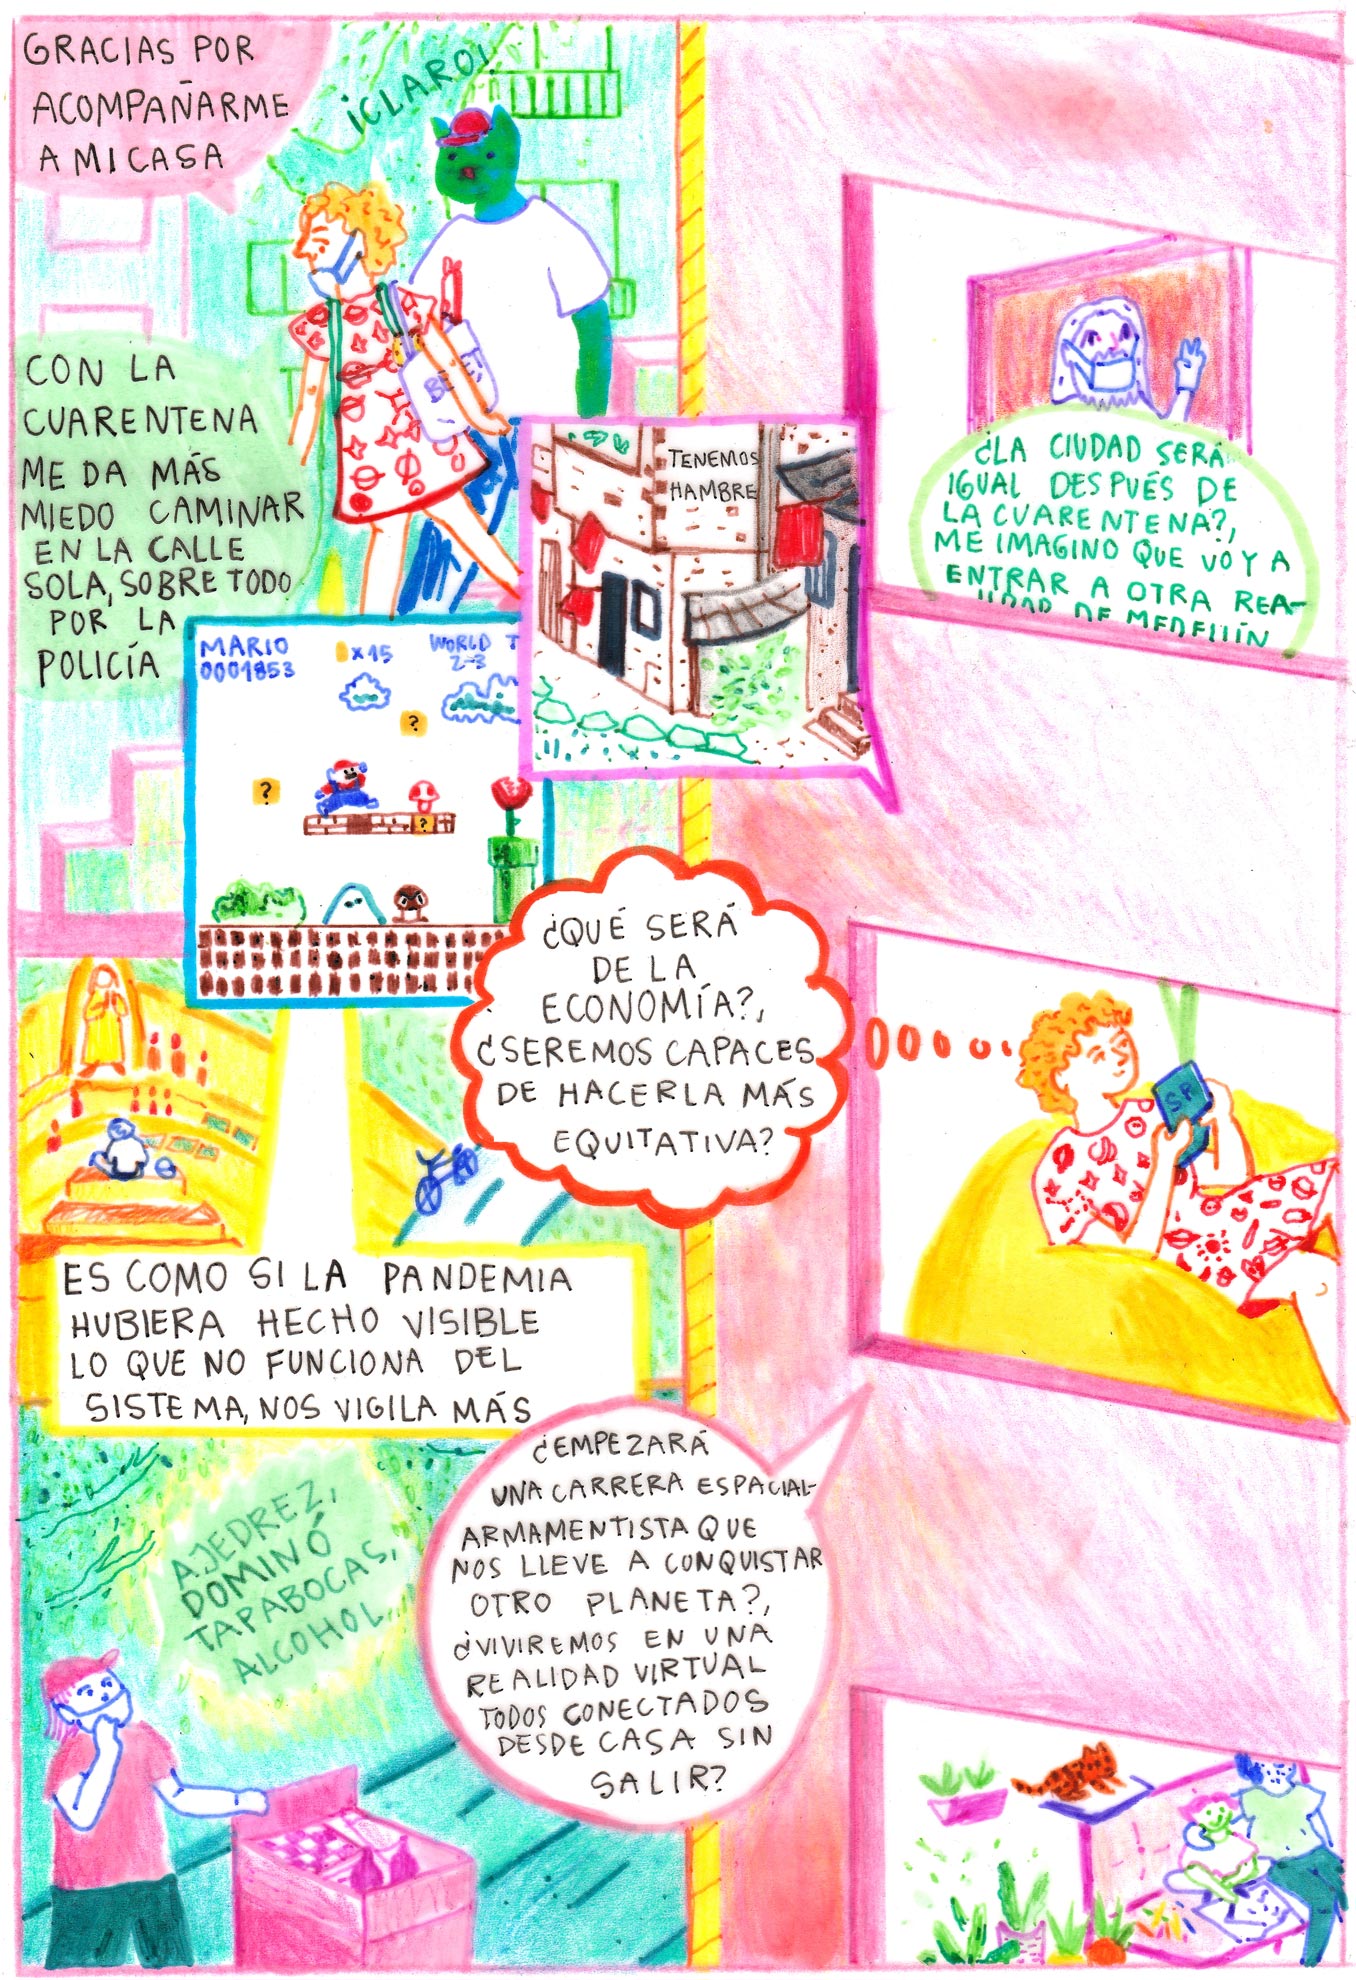 GRACIAS POR
ACOMPAÑARME
A MI CASA
¡CLARO!
CON LA
CUARENTENA
ME DA MÁS
MIEDO CAMINAR
EN LA CALLE
SOLA, SOBRE TODO
POR LA
POLICÍA
TENEMOS
HAMBRE
¿LA CIUDAD SERÁ
IGUAL DESPUÉS DE
LA CUARENTENA?,
ME IMAGINO QUE VOY A
ENTRAR A OTRA REA-
LIDAD DE MEDELLÍN
MARIO
0001853
x15
WORLD T
2-3
?
?
?
¿QUÉ SERÁ
DE LA
ECONOMÍA?,
¿SEREMOS CAPACES
DE HACERLA MÁS
EQUITATIVA?
ES COMO SI LA PANDEMIA
HUBIERA HECHO VISIBLE
LO QUE NO FUNCIONA DEL
SISTEMA, NOS VIGILA MÁS
¿EMPEZARÁ
UNA CARRERA ESPACIAL-
ARMAMENTISTA QUE
NOS LLEVE A CONQUISTAR
OTRO PLANETA?,
¿VIVIREMOS EN UNA
REALIDAD VIRTUAL
TODOS CONECTADOS
DESDE CASA SIN
SALIR?
AJEDREZ,
DOMINÓ
TAPABOCAS,
ALCOHOL...